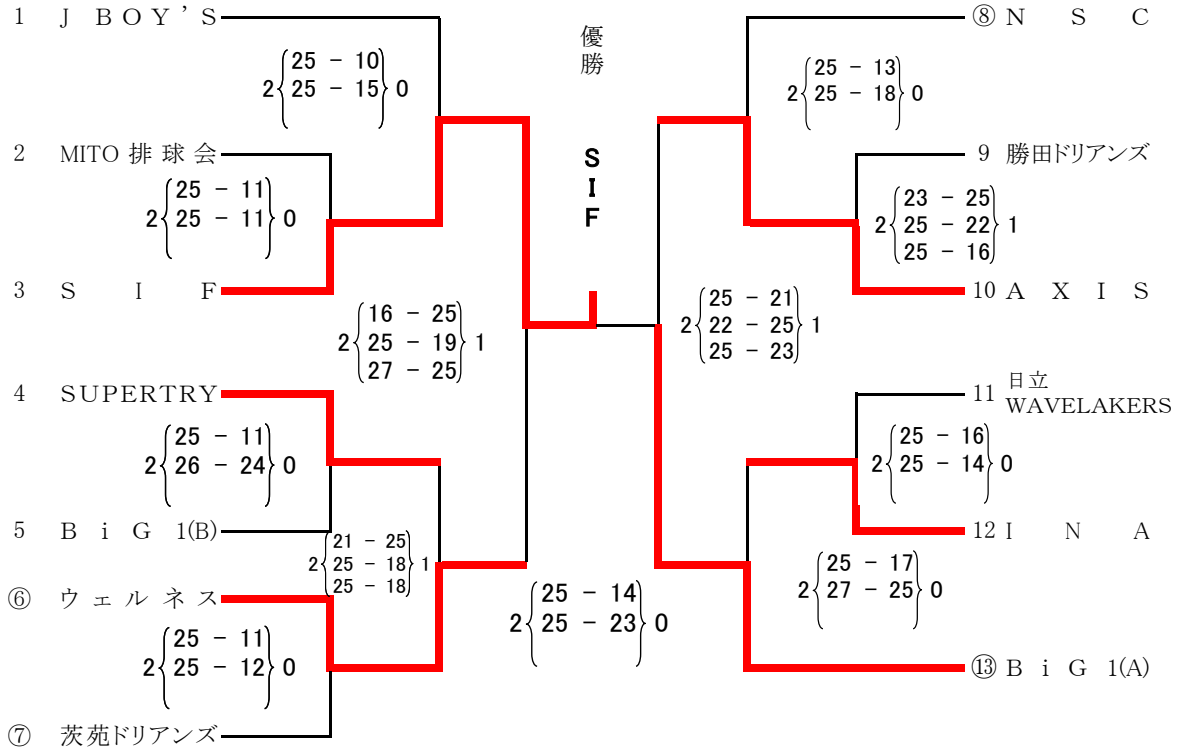 1 J BOY'S
25 - 10
2 25 - 15 0
2 MITO 排球会
25 - 11
2 25 - 11 0
3 S I F
16 - 25
2 25 - 19 1
27 - 25
4 SUPERTRY
25 - 11
2 26 - 24 0
5 B i G 1(B)
21 - 25
2 25 - 18 1
25 - 18
⑥ ウェルネス
25 - 11
2 25 - 12 0
⑦ 茨苑ドリアンズ
優勝
SIF
25 - 14
2 25 - 23 0
⑧ N S C
25 - 13
2 25 - 18 0
9 勝田ドリアンズ
23 - 25
2 25 - 22 1
25 - 16
10 A X I S
25 - 21
2 22 - 25 1
25 - 23
11 日立
WAVELAKERS
25 - 16
2 25 - 14 0
12 I N A
25 - 17
2 27 - 25 0
⑬ B i G 1(A)